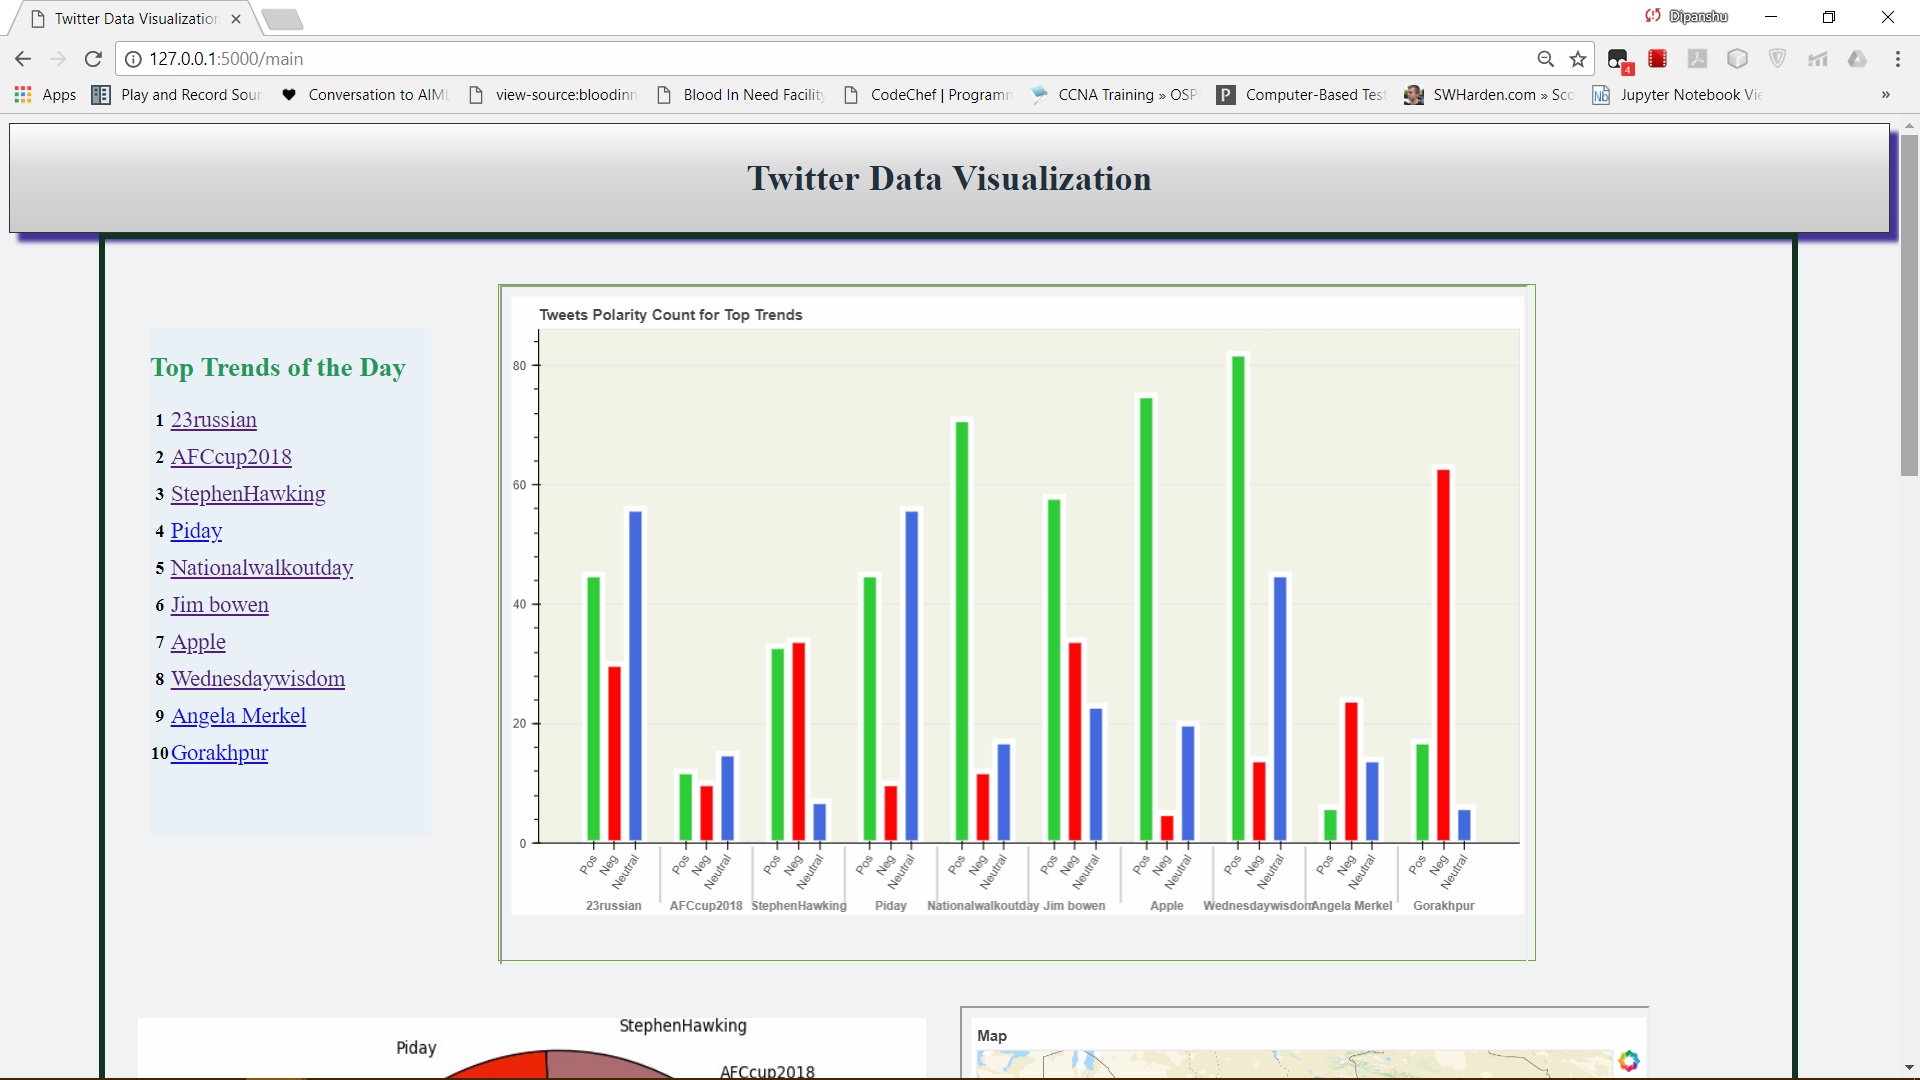 Twitter Data Visualization
Dipanshu
127.0.0.1:5000/main
4
Apps
Play and Record Sour
Conversation to AIML
view-source:bloodinn
Blood In Need Facility
CodeChef | Programm
CCNA Training » OSP
Computer-Based Test
SWHarden.com » Sco
Jupyter Notebook Vie
»
Twitter Data Visualization
Top Trends of the Day
1 23russian
2 AFCcup2018
3 StephenHawking
4 Piday
5 Nationalwalkoutday
6 Jim bowen
7 Apple
8 Wednesdaywisdom
9 Angela Merkel
10 Gorakhpur
Tweets Polarity Count for Top Trends
80
60
40
20
0
Pos Neg Neutral Pos Neg Neutral Pos Neg Neutral Pos Neg Neutral Pos Neg Neutral Pos Neg Neutral Pos Neg Neutral Pos Neg Neutral Pos Neg Neutral Pos Neg Neutral
23russian AFCcup2018 StephenHawking Piday Nationalwalkoutday Jim bowen Apple Wednesdaywisdom Angela Merkel Gorakhpur
StephenHawking
Piday
AFCcup2018
Map